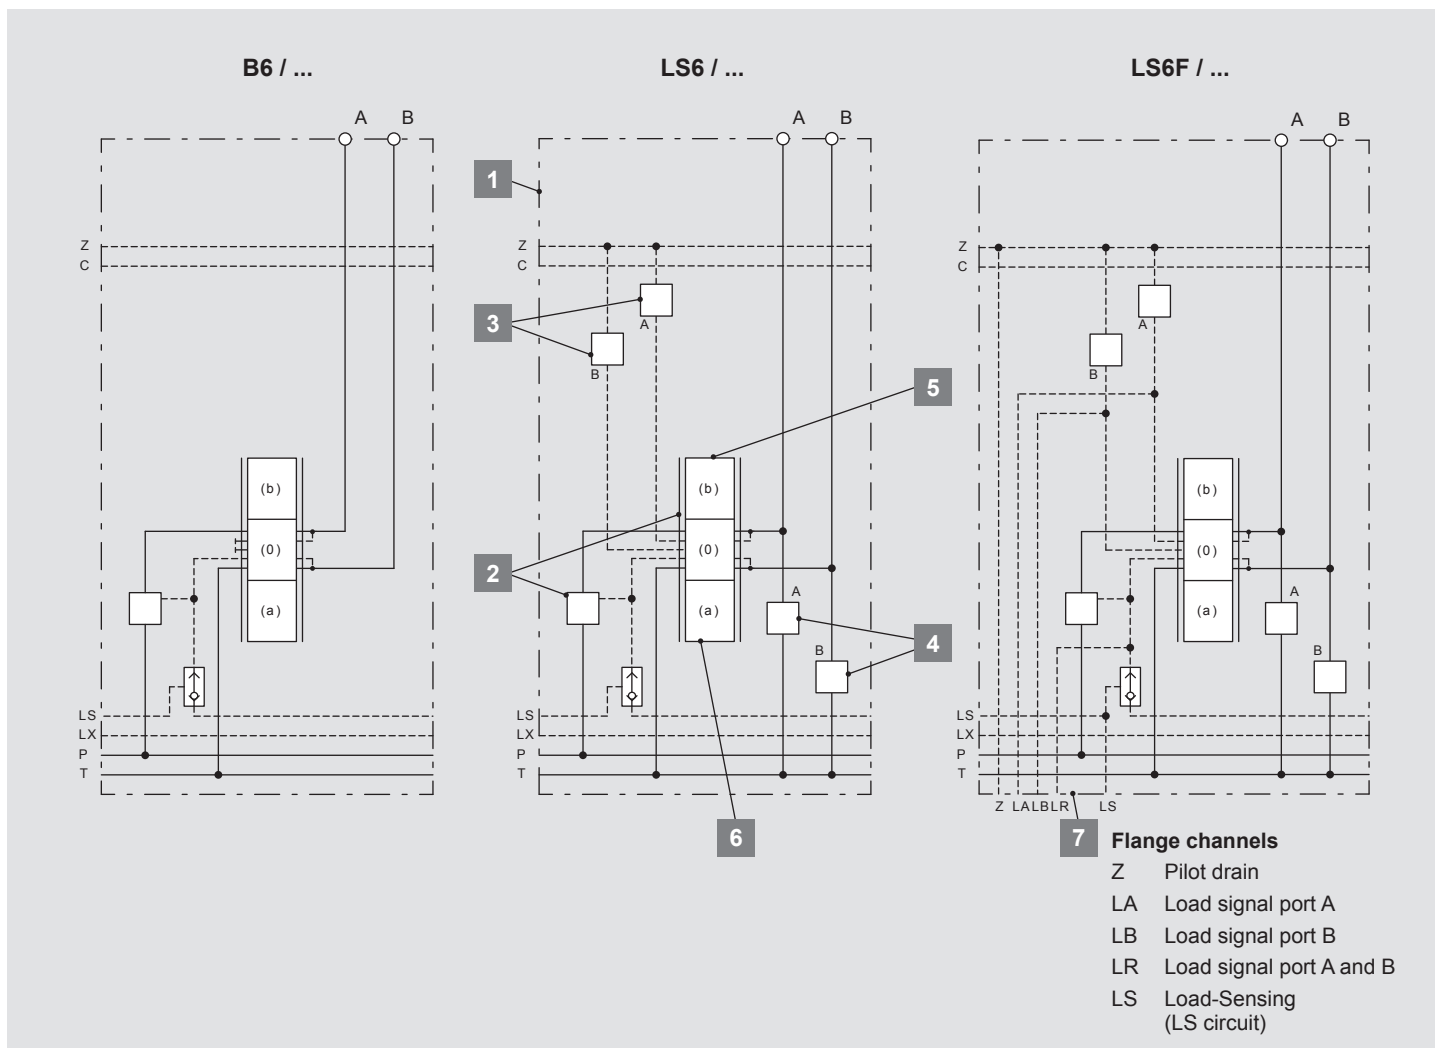 B6 / ...
LS6 / ...
LS6F / ...
A B
A B
A B
1
Z
C
Z
C
Z
C
3
A
B
A
B
5
(b)
(0)
(a)
(b)
(0)
(a)
(b)
(0)
(a)
2
A
B
4
A
B
LS
LX
P
T
LS
LX
P
T
LS
LX
P
T
Z LA LB LR LS
6
7
Flange channels
Z Pilot drain
LA Load signal port A
LB Load signal port B
LR Load signal port A and B
LS Load-Sensing
(LS circuit)